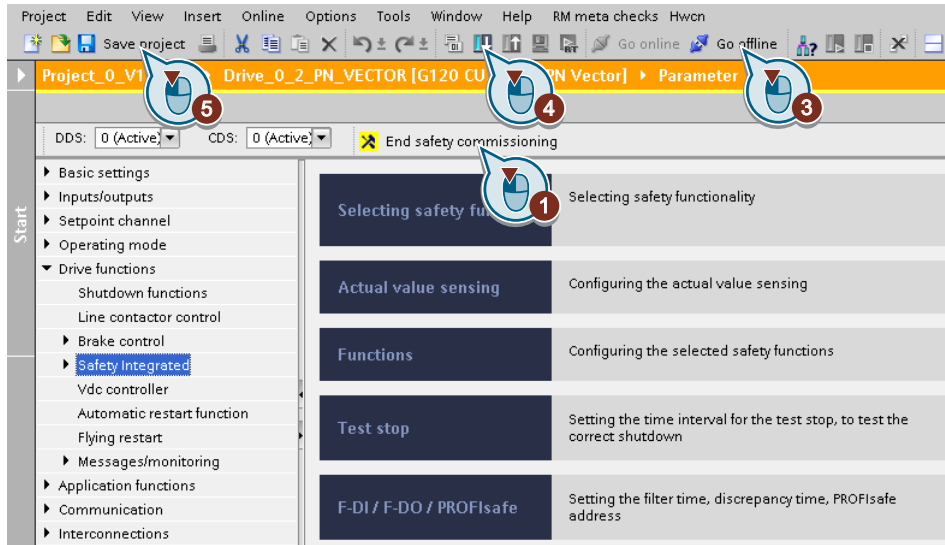 Project Edit View Insert Online Options Tools Window Help RM meta checks Hwcn
Save project Go online Go offline
Project_0_V1 Drive_0_2_PN_VECTOR [G120 CU PN Vector] Parameter
5 4 3
DDS: 0 (Active) CDS: 0 (Active) End safety commissioning
1
Start
Basic settings
Inputs/outputs
Setpoint channel
Operating mode
Drive functions
Shutdown functions
Line contactor control
Brake control
Safety Integrated
Vdc controller
Automatic restart function
Flying restart
Messages/monitoring
Application functions
Communication
Interconnections
Selecting safety Selecting safety functionality
Actual value sensing Configuring the actual value sensing
Functions Configuring the selected safety functions
Test stop Setting the time interval for the test stop, to test the
correct shutdown
F-DI / F-DO / PROFIsafe Setting the filter time, discrepancy time, PROFIsafe
address